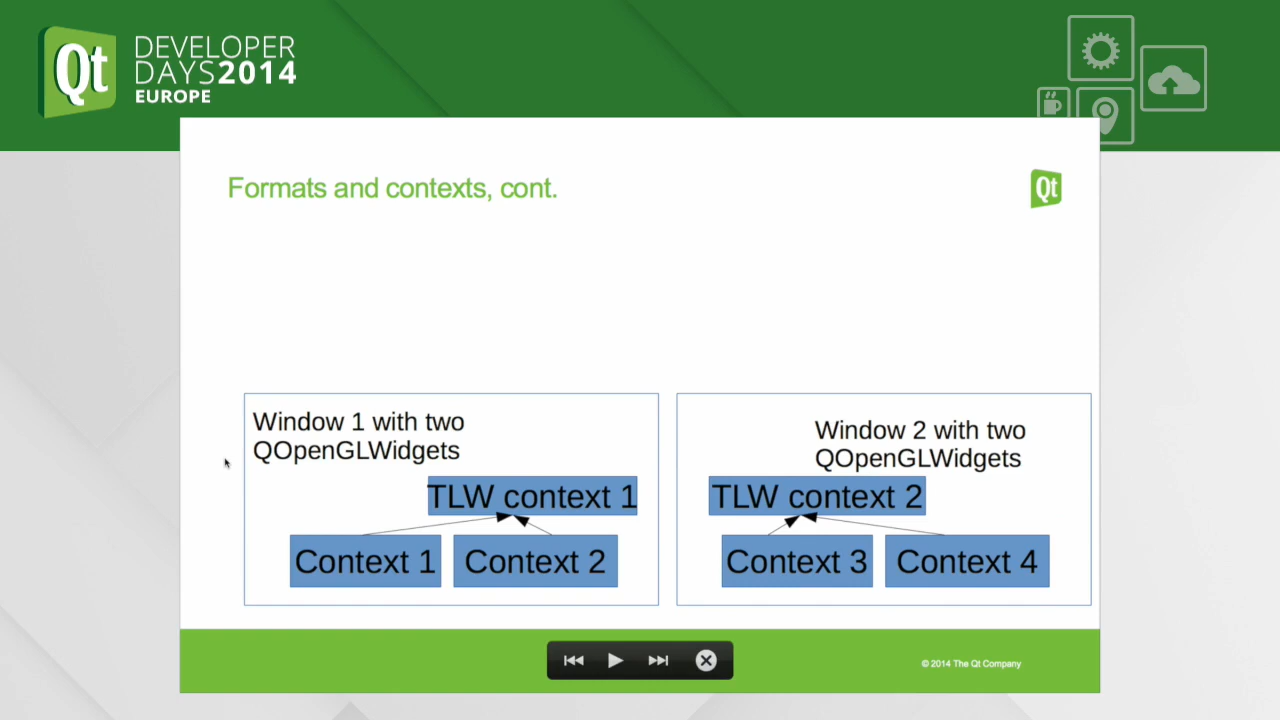 Qt
DEVELOPER
DAYS2014
EUROPE
Formats and contexts, cont.
Qt
Window 1 with two
QOpenGLWidgets
TLW context 1
Context 1
Context 2
Window 2 with two
QOpenGLWidgets
TLW context 2
Context 3
Context 4
© 2014 The Qt Company